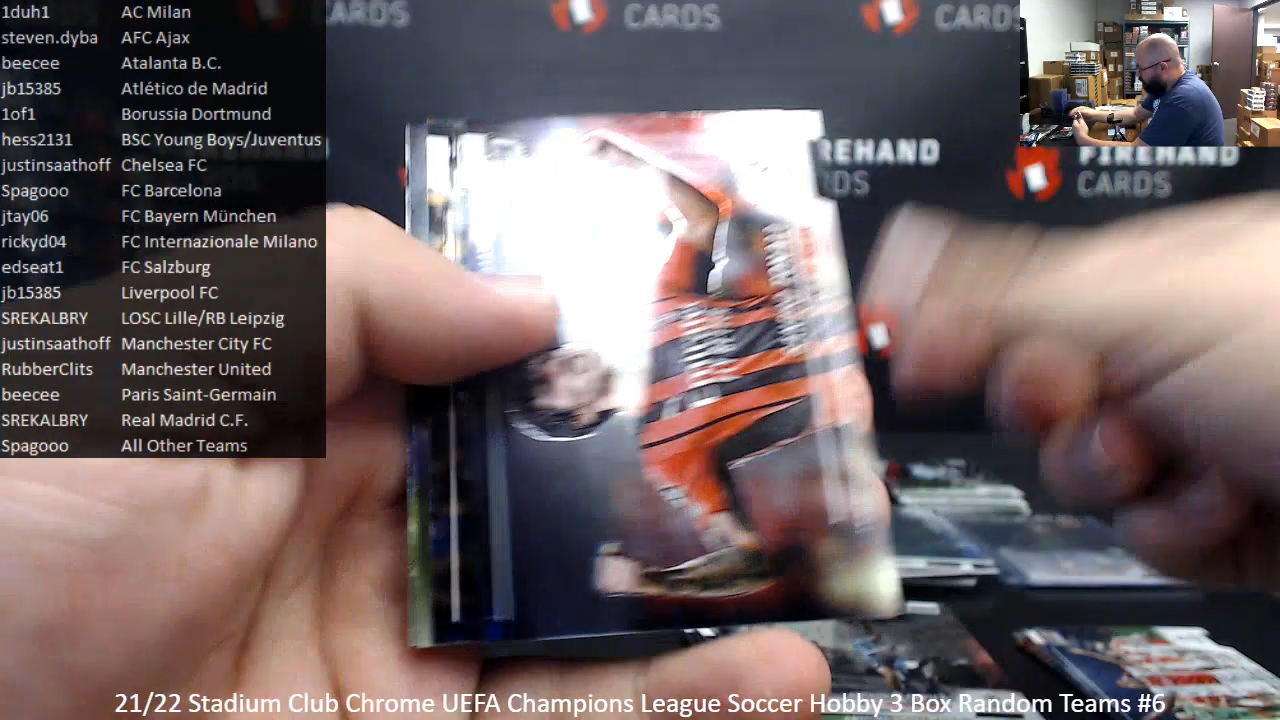 1duh1 AC Milan
steven.dyba AFC Ajax
beecee Atalanta B.C.
jb15385 Atlético de Madrid
1of1 Borussia Dortmund
hess2131 BSC Young Boys/Juventus
justinsaathoff Chelsea FC
Spagooo FC Barcelona
jtay06 FC Bayern München
rickyd04 FC Internazionale Milano
edseat1 FC Salzburg
jb15385 Liverpool FC
SREKALBRY LOSC Lille/RB Leipzig
justinsaathoff Manchester City FC
RubberClits Manchester United
beecee Paris Saint-Germain
SREKALBRY Real Madrid C.F.
Spagooo All Other Teams
CARDS
CARDS
FIREHAND
CARDS
21/22 Stadium Club Chrome UEFA Champions League Soccer Hobby 3 Box Random Teams #6